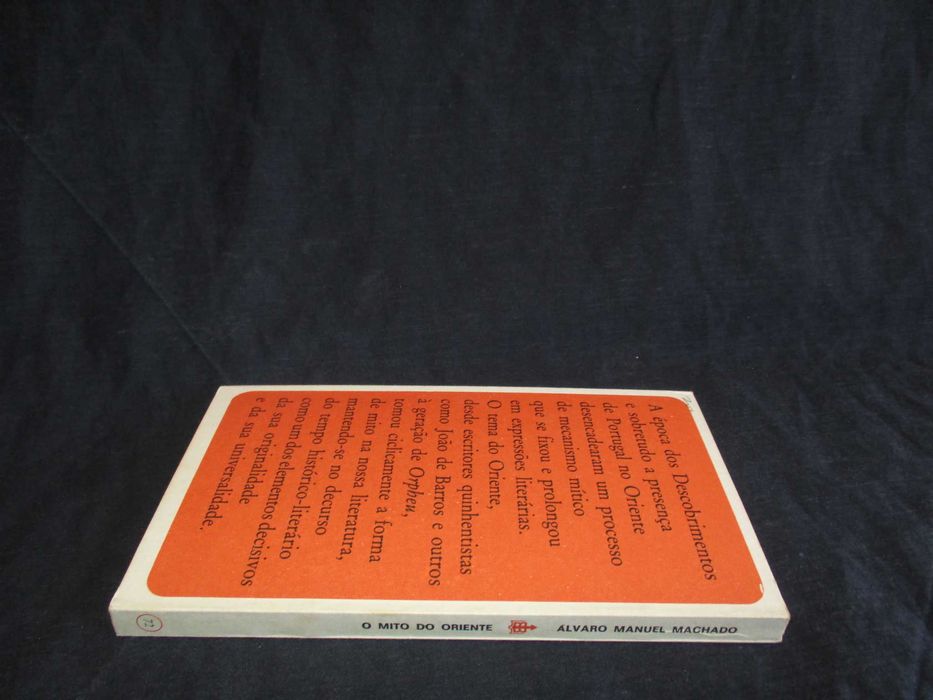 A época dos Descobrimentos
e sobretudo a presença
de Portugal no Oriente
desencadearam um processo
de mecanismo mítico
que se fixou e prolongou
em expressões literárias.
O tema do Oriente,
desde escritores quinhentistas
como João de Barros e outros
à geração de Orpheu,
tomou ciclicamente a forma
de mito na nossa literatura,
mantendo-se no decurso
do tempo histórico-literário
como um dos elementos decisivos
da sua originalidade
e da sua universalidade.
72 O MITO DO ORIENTE ÁLVARO MANUEL MACHADO